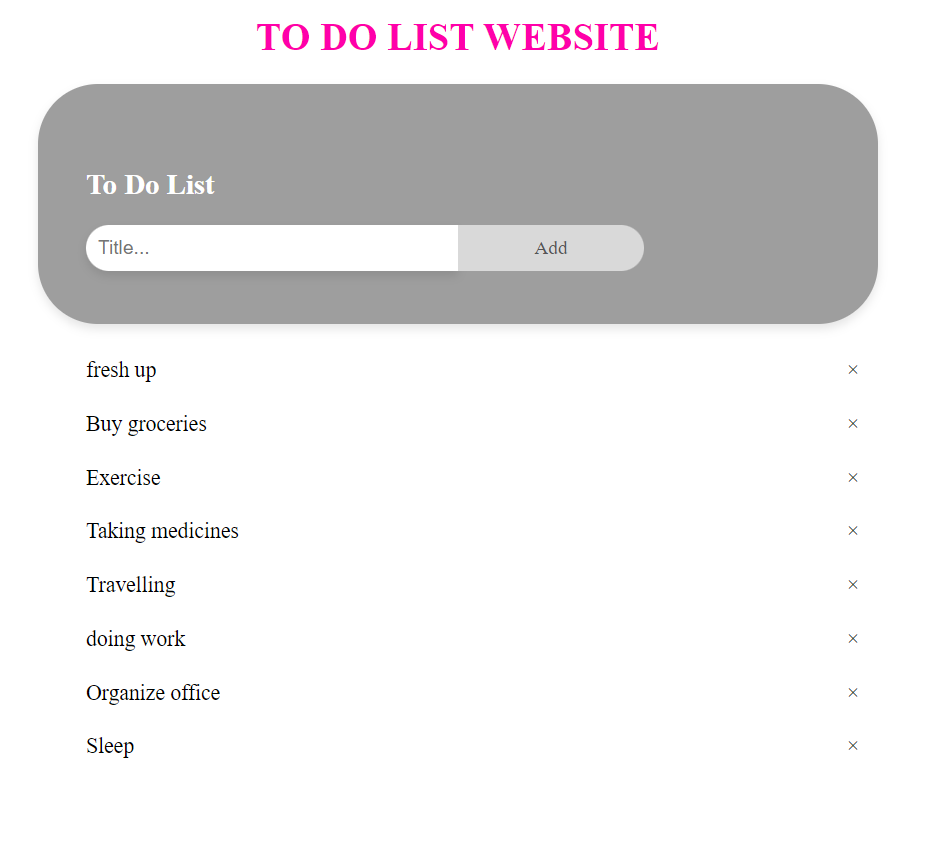 TO DO LIST WEBSITE
To Do List
Title... Add
fresh up ×
Buy groceries ×
Exercise ×
Taking medicines ×
Travelling ×
doing work ×
Organize office ×
Sleep ×